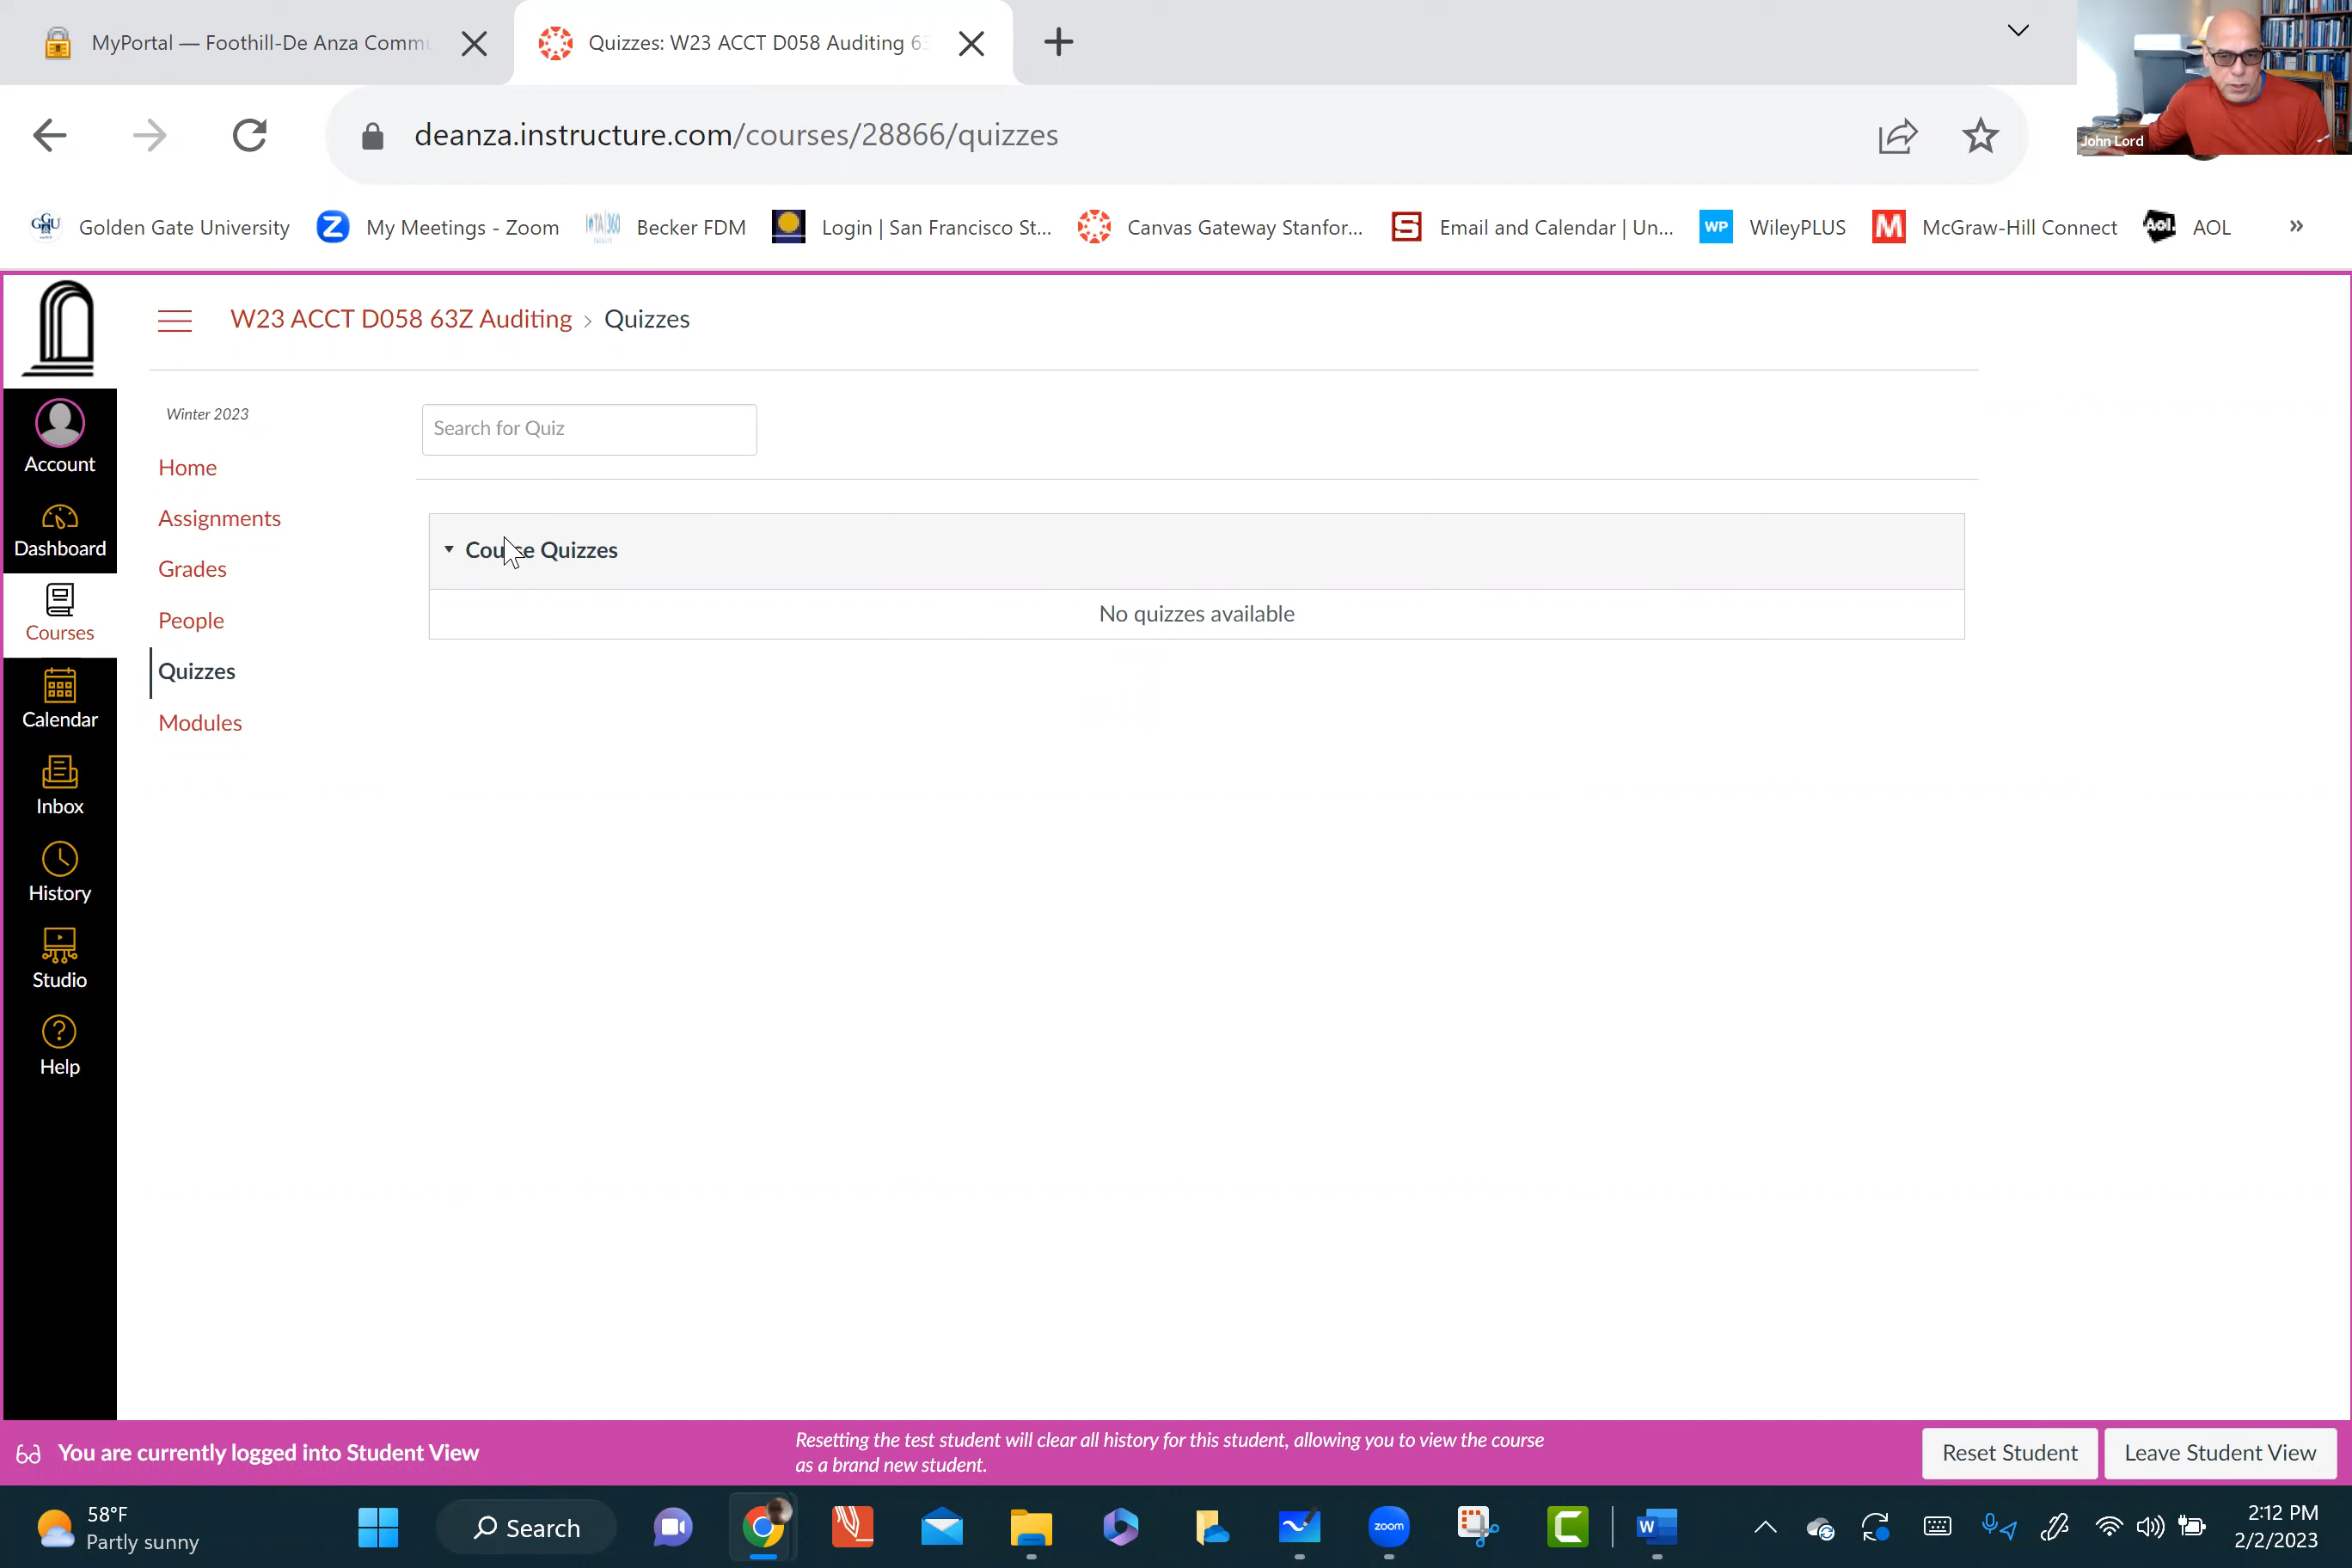 MyPortal — Foothill-De Anza Commu
Quizzes: W23 ACCT D058 Auditing 63
John Lord
deanza.instructure.com/courses/28866/quizzes
GGU
Golden Gate University
My Meetings - Zoom
Becker FDM
Login | San Francisco St...
Canvas Gateway Stanfor...
Email and Calendar | Un...
WP
WileyPLUS
McGraw-Hill Connect
Aol.
AOL
W23 ACCT D058 63Z Auditing › Quizzes
Winter 2023
Search for Quiz
Account
Home
Assignments
Dashboard
Course Quizzes
Grades
No quizzes available
People
Courses
Quizzes
Calendar
Modules
Inbox
History
Studio
Help
You are currently logged into Student View
Resetting the test student will clear all history for this student, allowing you to view the course
as a brand new student.
Reset Student
Leave Student View
58°F
Partly sunny
Search
zoom
W
2:12 PM
2/2/2023